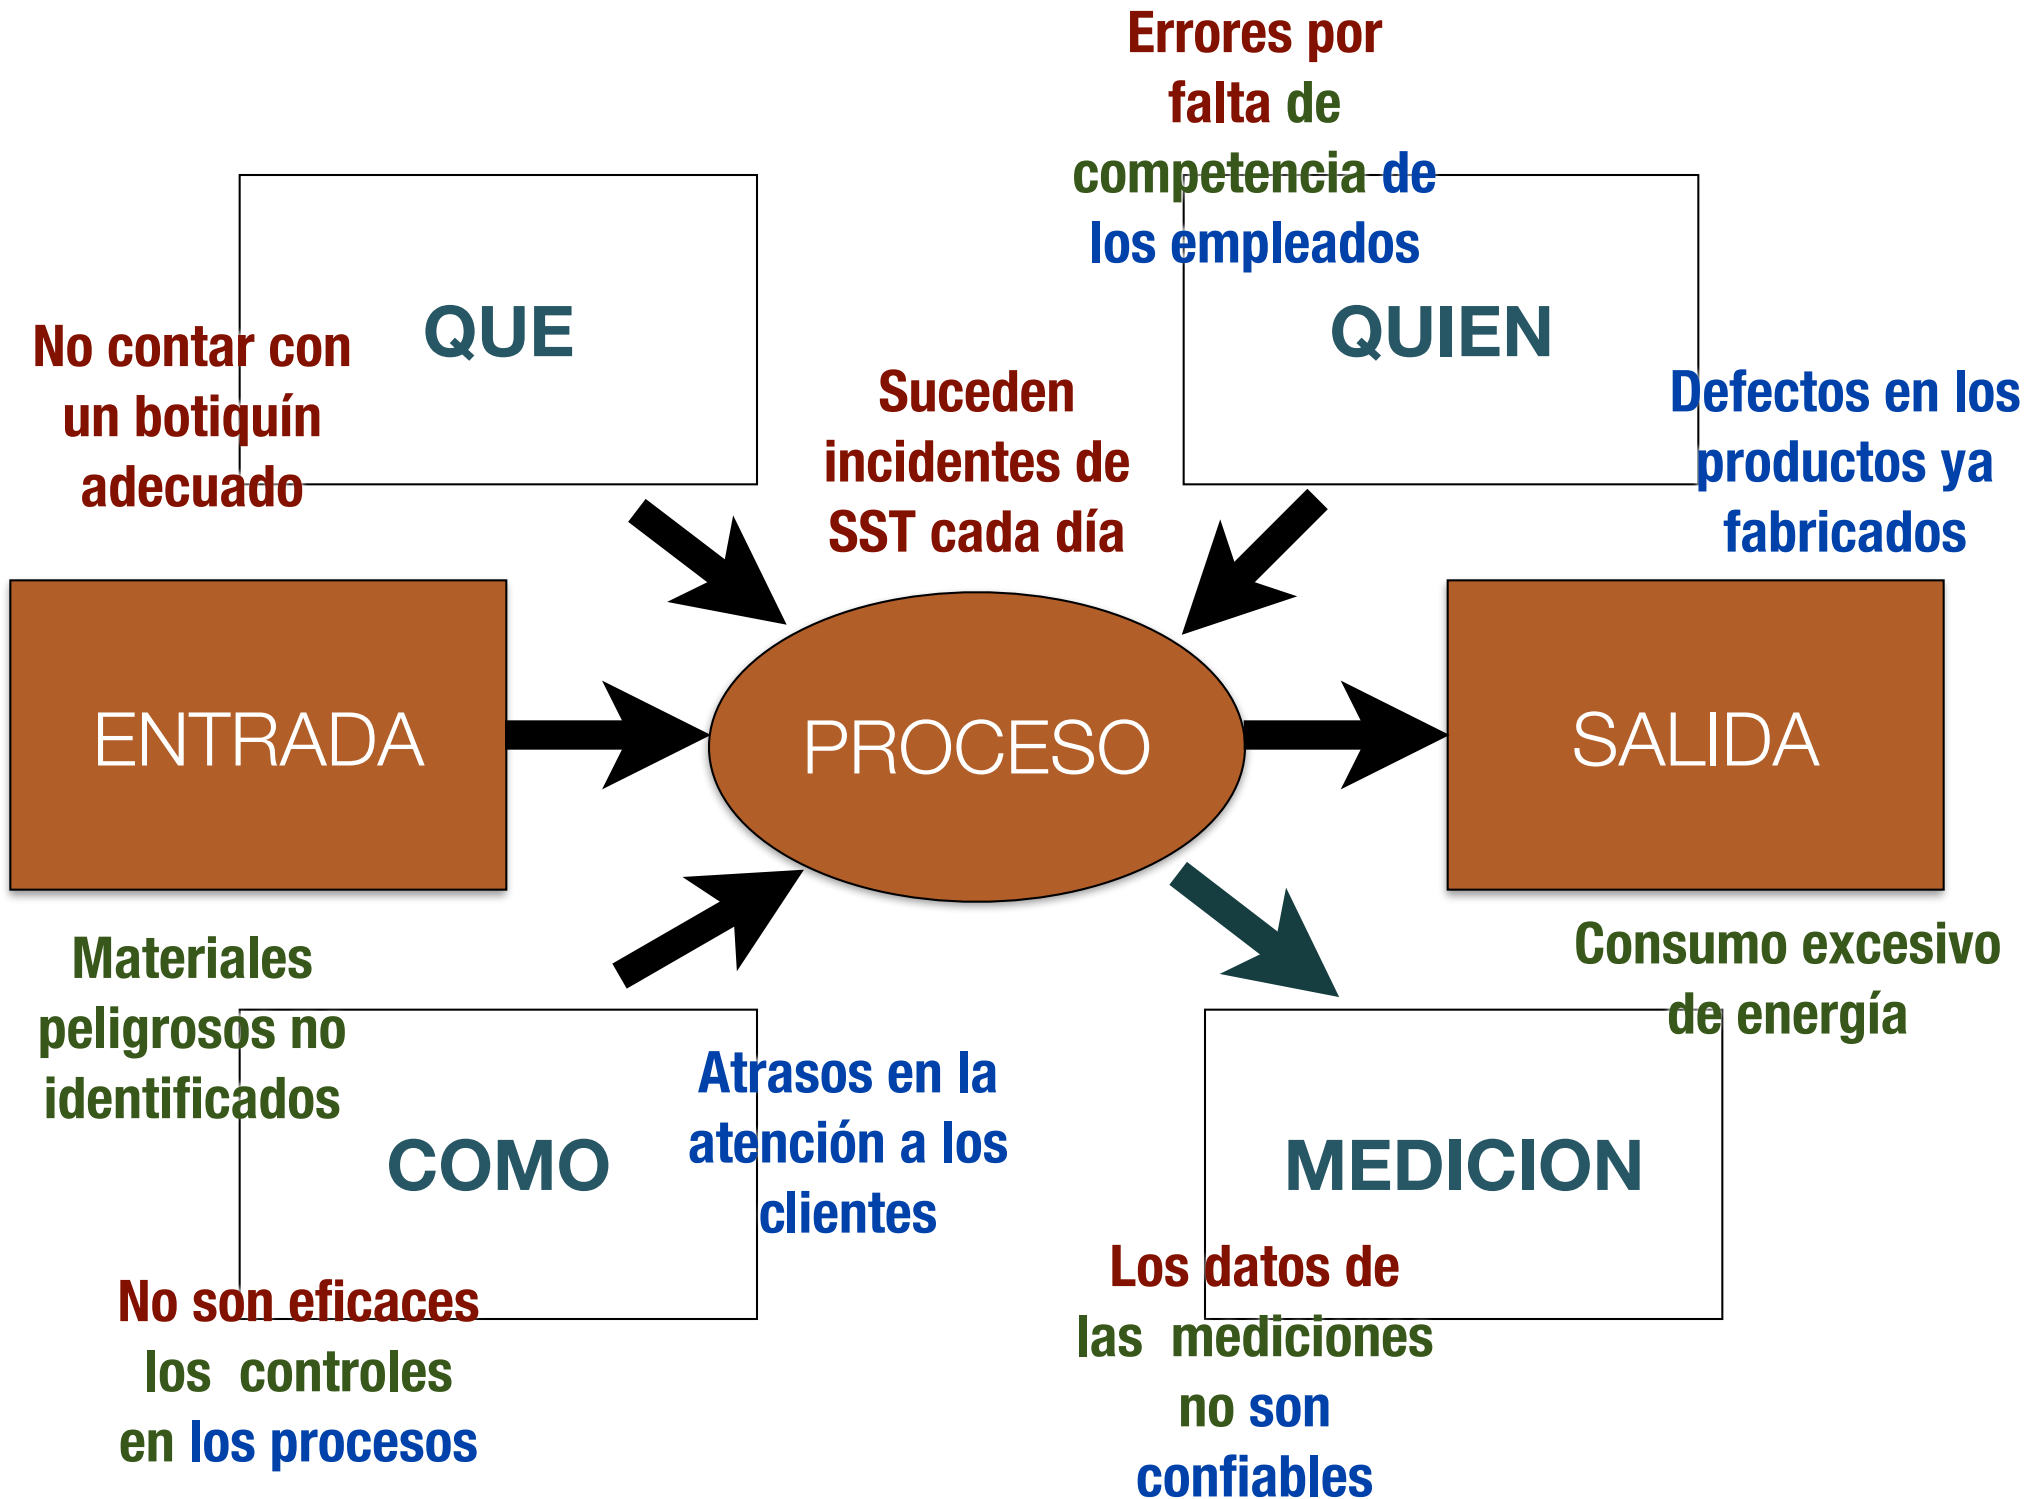 Errores por
falta de
competencia de
los empleados
QUE
QUIEN
No contar con
un botiquín
adecuado
Suceden
incidentes de
SST cada día
Defectos en los
productos ya
fabricados
ENTRADA
PROCESO
SALIDA
Materiales
peligrosos no
identificados
Consumo excesivo
de energía
Atrasos en la
atención a los
clientes
COMO
MEDICION
No son eficaces
los controles
en los procesos
Los datos de
las mediciones
no son
confiables